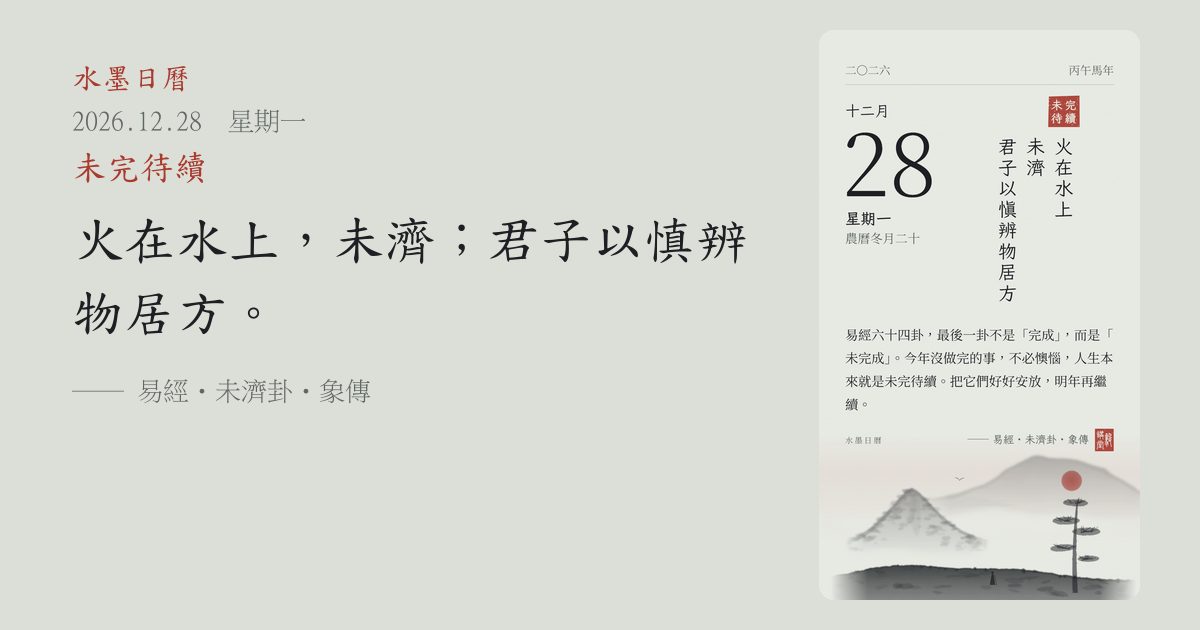 水墨日曆
2026.12.28 星期一
未完待續
火在水上，未濟；君子以慎辨
物居方。
—— 易經・未濟卦・象傳
二〇二六
丙午馬年
十二月
28
星期一
農曆冬月二十
未完
待續
火在水上
未濟
君子以慎辨物居方
易經六十四卦，最後一卦不是「完成」，而是「
未完成」。今年沒做完的事，不必懊惱，人生本
來就是未完待續。把它們好好安放，明年再繼
續。
水墨日曆
—— 易經・未濟卦・象傳